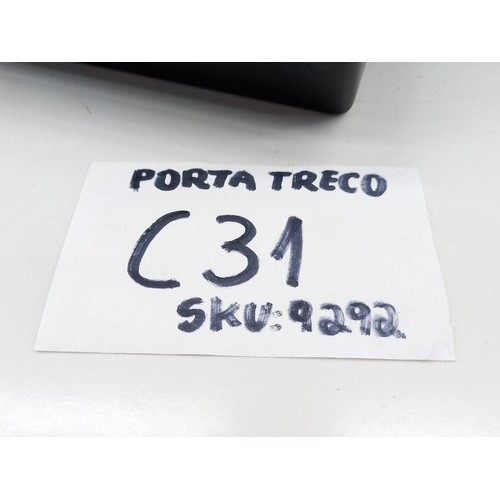 PORTA TRECO
C31
SKU: 9292